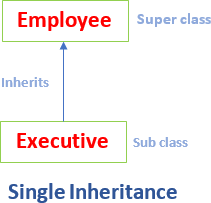 Employee
Super class
Inherits
Executive
Sub class
Single Inheritance